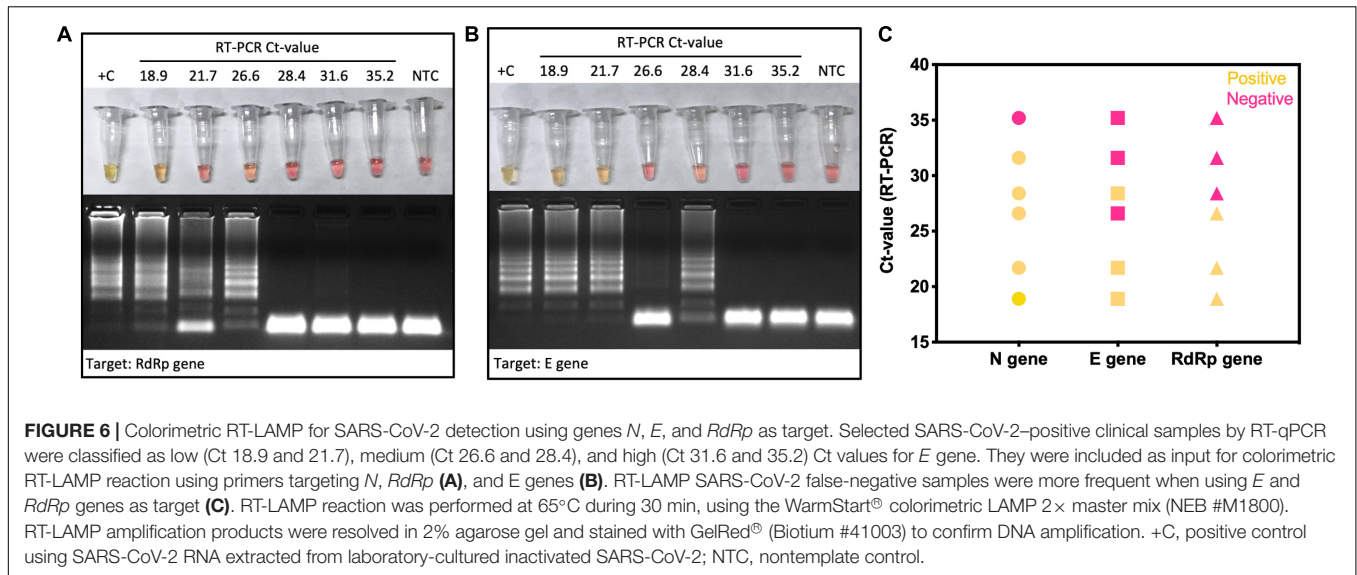 A
RT-PCR Ct-value
+C 18.9 21.7 26.6 28.4 31.6 35.2 NTC
Target: RdRp gene
B
RT-PCR Ct-value
+C 18.9 21.7 26.6 28.4 31.6 35.2 NTC
Target: E gene
C
Positive
Negative
Ct-value (RT-PCR)
40
35
30
25
20
15
N gene E gene RdRp gene
FIGURE 6 | Colorimetric RT-LAMP for SARS-CoV-2 detection using genes N, E, and RdRp as target. Selected SARS-CoV-2–positive clinical samples by RT-qPCR
were classified as low (Ct 18.9 and 21.7), medium (Ct 26.6 and 28.4), and high (Ct 31.6 and 35.2) Ct values for E gene. They were included as input for colorimetric
RT-LAMP reaction using primers targeting N, RdRp (A), and E genes (B). RT-LAMP SARS-CoV-2 false-negative samples were more frequent when using E and
RdRp genes as target (C). RT-LAMP reaction was performed at 65°C during 30 min, using the WarmStart® colorimetric LAMP 2× master mix (NEB #M1800).
RT-LAMP amplification products were resolved in 2% agarose gel and stained with GelRed® (Biotium #41003) to confirm DNA amplification. +C, positive control
using SARS-CoV-2 RNA extracted from laboratory-cultured inactivated SARS-CoV-2; NTC, nontemplate control.